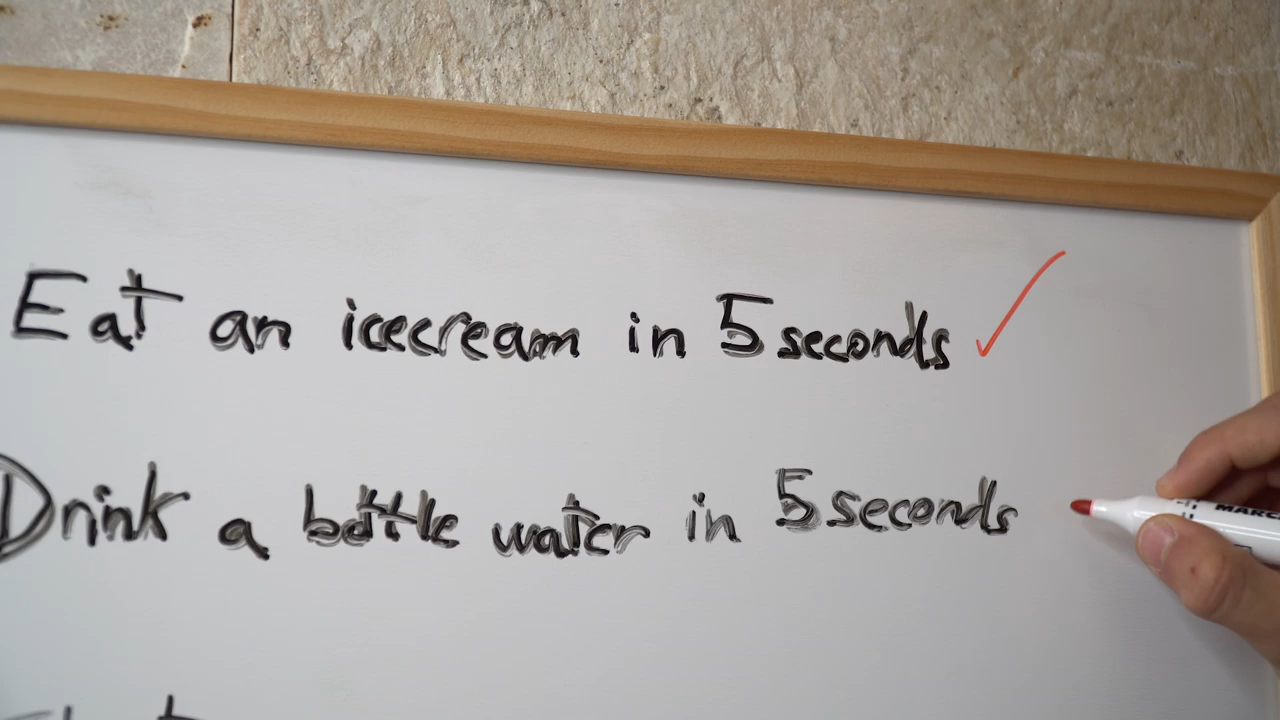 Eat an icecream in 5 seconds
Drink a bottle water in 5 seconds